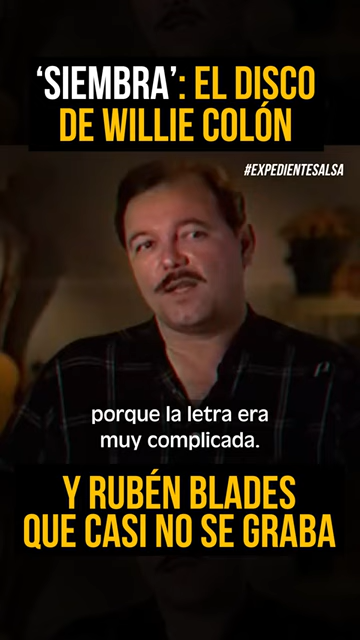 ‘SIEMBRA’: EL DISCO
DE WILLIE COLÓN
#EXPEDIENTESALSA
porque la letra era
muy complicada.
Y RUBÉN BLADES
QUE CASI NO SE GRABA